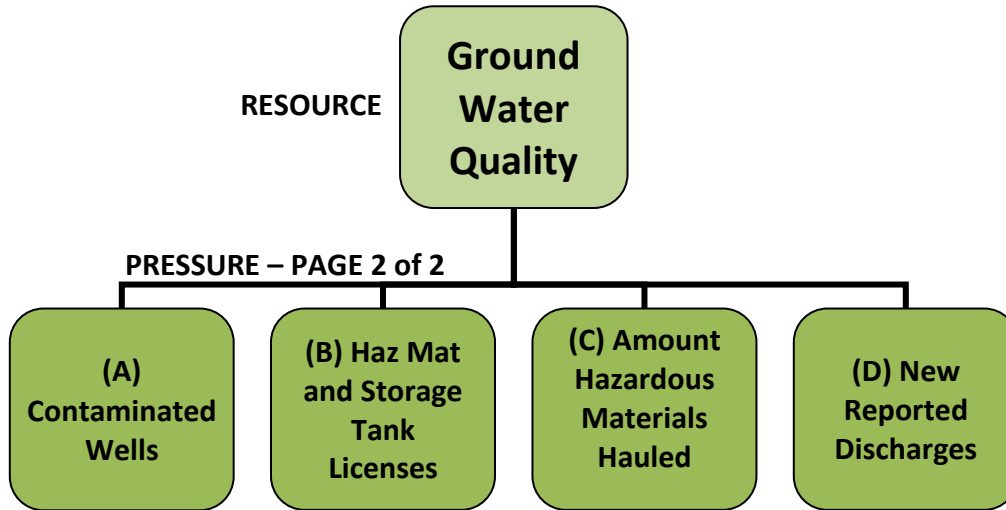 Ground
Water
Quality
RESOURCE
PRESSURE – PAGE 2 of 2
(A)
Contaminated
Wells
(B) Haz Mat
and Storage
Tank
Licenses
(C) Amount
Hazardous
Materials
Hauled
(D) New
Reported
Discharges